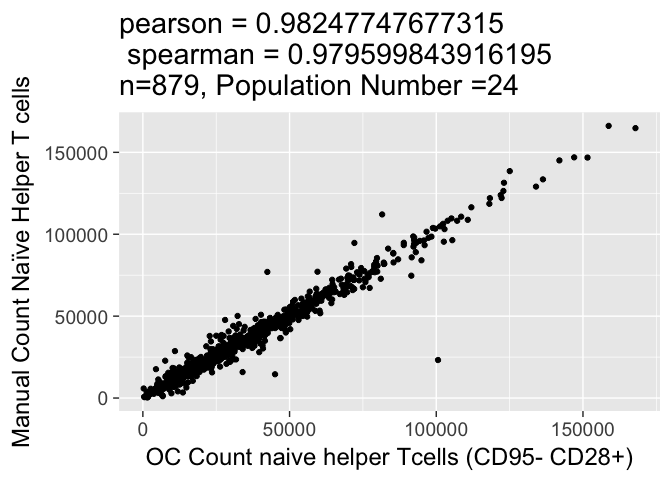 pearson = 0.98247747677315
spearman = 0.979599843916195
n=879, Population Number =24
Manual Count Naïve Helper T cells
150000
100000
50000
0
0 50000 100000 150000
OC Count naive helper Tcells (CD95- CD28+)